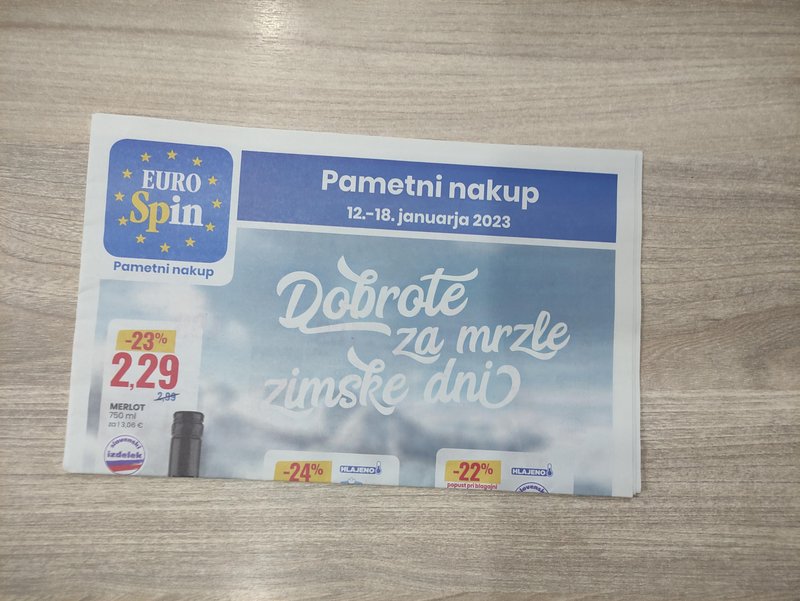 EURO
Spin
Pametni nakup
Pametni nakup
12.-18. januarja 2023
Dobrote
za mrzle
zimske dni
-23%
2,29
2,99
MERLOT
750 ml
za l 3,06 €
slovenski
izdelek
-24%
HLAJENO
-22%
popust pri blagajni
HLAJENO
slovenski